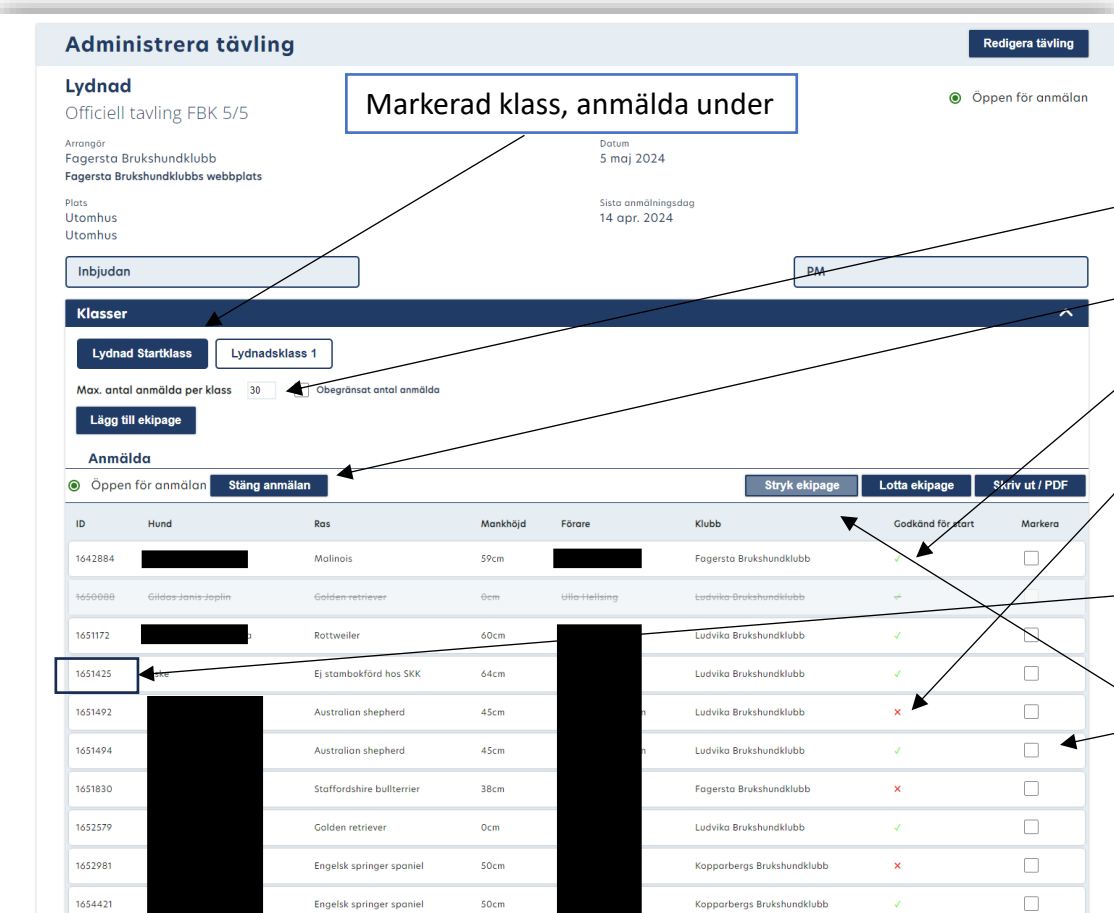 Administrera tävling
Redigera tävling
Lydnad
Officiell tavling FBK 5/5
Markerad klass, anmälda under
Öppen för anmälan
Arrangör
Fagersta Brukshundklubb
Fagersta Brukshundklubbs webbplats
Datum
5 maj 2024
Plats
Utomhus
Utomhus
Sista anmälningsdag
14 apr. 2024
Inbjudan
PM
Klasser
Lydnad Startklass Lydnadsklass 1
Max. antal anmälda per klass 30 Obegränsat antal anmälda
Lägg till ekipage
Anmälda
Öppen för anmälan Stäng anmälan Stryk ekipage Lotta ekipage Skriv ut / PDF
ID Hund Ras Mankhöjd Förare Klubb Godkänd för start Markera
1642884 Malinois 59cm Fagersta Brukshundklubb ✓
1650088 Gildas Janis Joplin Golden retriever 0cm Ulla Hellsing Ludvika Brukshundklubb ✓
1651172 Rottweiler 60cm Ludvika Brukshundklubb ✓
1651425 Ej stambokförd hos SKK 64cm Ludvika Brukshundklubb ✓
1651492 Australian shepherd 45cm Ludvika Brukshundklubb ×
1651494 Australian shepherd 45cm Ludvika Brukshundklubb ✓
1651830 Staffordshire bullterrier 38cm Fagersta Brukshundklubb ×
1652579 Golden retriever 0cm Ludvika Brukshundklubb ✓
1652981 Engelsk springer spaniel 50cm Kopparbergs Brukshundklubb ×
1654421 Engelsk springer spaniel 50cm Kopparbergs Brukshundklubb ✓